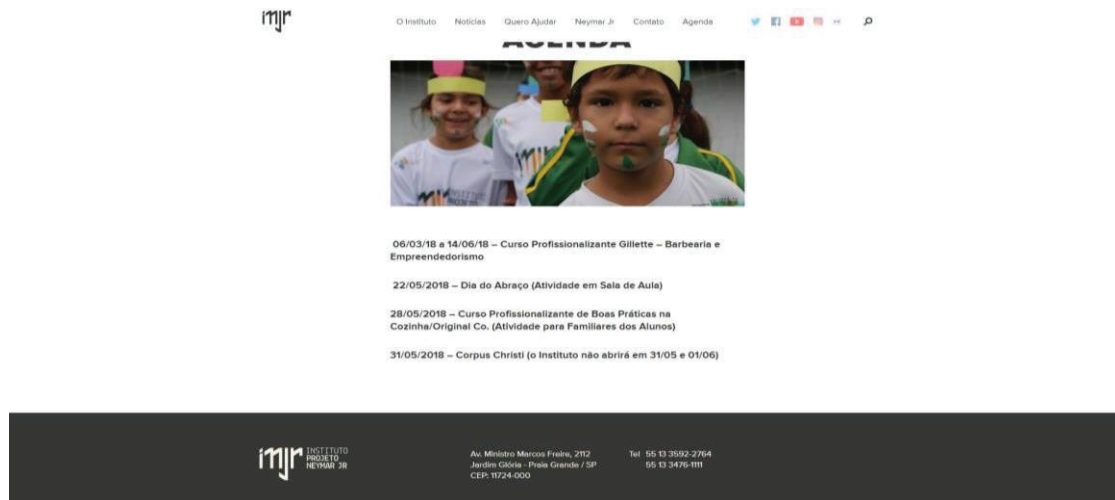 imjr
O Instituto Notícias Quero Ajudar Neymar Jr Contato Agenda
AGENDA
06/03/18 a 14/06/18 – Curso Profissionalizante Gillette – Barbearia e
Empreendedorismo
22/05/2018 – Dia do Abraço (Atividade em Sala de Aula)
28/05/2018 – Curso Profissionalizante de Boas Práticas na
Cozinha/Original Co. (Atividade para Familiares dos Alunos)
31/05/2018 – Corpus Christi (o Instituto não abrirá em 31/05 e 01/06)
imjr INSTITUTO
PROJETO
NEYMAR JR
Av. Ministro Marcos Freire, 2112
Jardim Glória - Praia Grande / SP
CEP: 11724-000
Tel 55 13 3592-2764
55 13 3476-1111